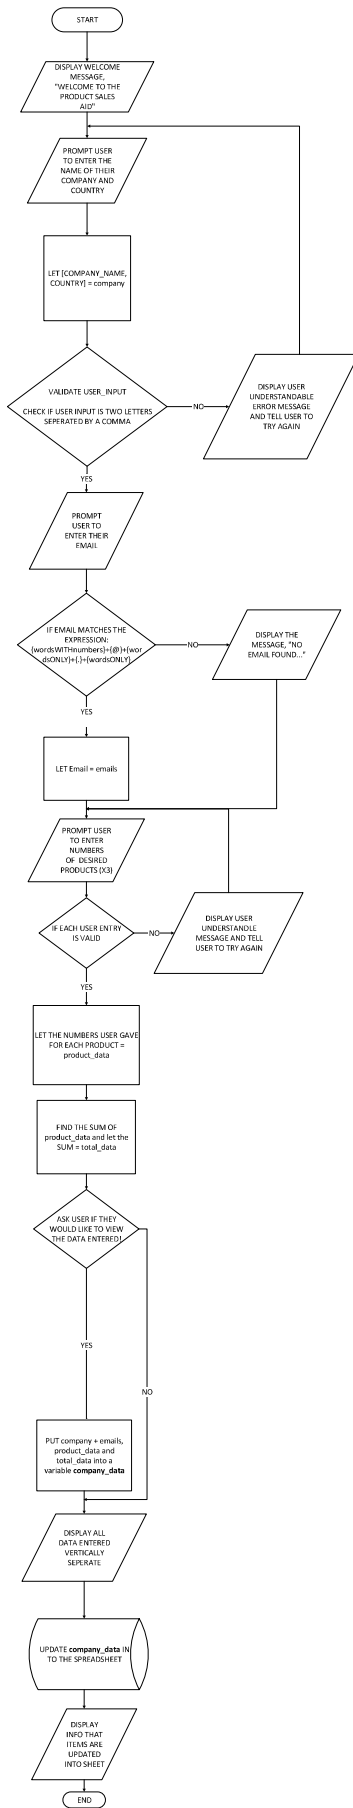 START
DISPLAY WELCOME
MESSAGE,
"WELCOME TO THE
PRODUCT SALES
AID"
PROMPT USER
TO ENTER THE
NAME OF THEIR
COMPANY AND
COUNTRY
LET [COMPANY_NAME,
COUNTRY] = company
VALIDATE USER_INPUT
CHECK IF USER INPUT IS TWO LETTERS
SEPERATED BY A COMMA
NO
DISPLAY USER
UNDERSTANDABLE
ERROR MESSAGE
AND TELL USER TO
TRY AGAIN
YES
PROMPT
USER TO
ENTER THEIR
EMAIL
IF EMAIL MATCHES THE
EXPRESSION:
{wordsWITHnumbers}+{@}+{wor
dsONLY}+{.}+{wordsONLY}
NO
DISPLAY THE
MESSAGE, "NO
EMAIL FOUND..."
YES
LET Email = emails
PROMPT USER
TO ENTER
NUMBERS
OF DESIRED
PRODUCTS (X3)
IF EACH USER ENTRY
IS VALID
NO
DISPLAY USER
UNDERSTANDLE
MESSAGE AND TELL
USER TO TRY AGAIN
YES
LET THE NUMBERS USER GAVE
FOR EACH PRODUCT =
product_data
FIND THE SUM OF
product_data and let the
SUM = total_data
ASK USER IF THEY
WOULD LIKE TO VIEW
THE DATA ENTERED!
YES
NO
PUT company + emails,
product_data and
total_data into a
variable company_data
DISPLAY ALL
DATA ENTERED
VERTICALLY
SEPERATE
UPDATE company_data IN
TO THE SPREADSHEET
DISPLAY
INFO THAT
ITEMS ARE
UPDATED
INTO SHEET
END